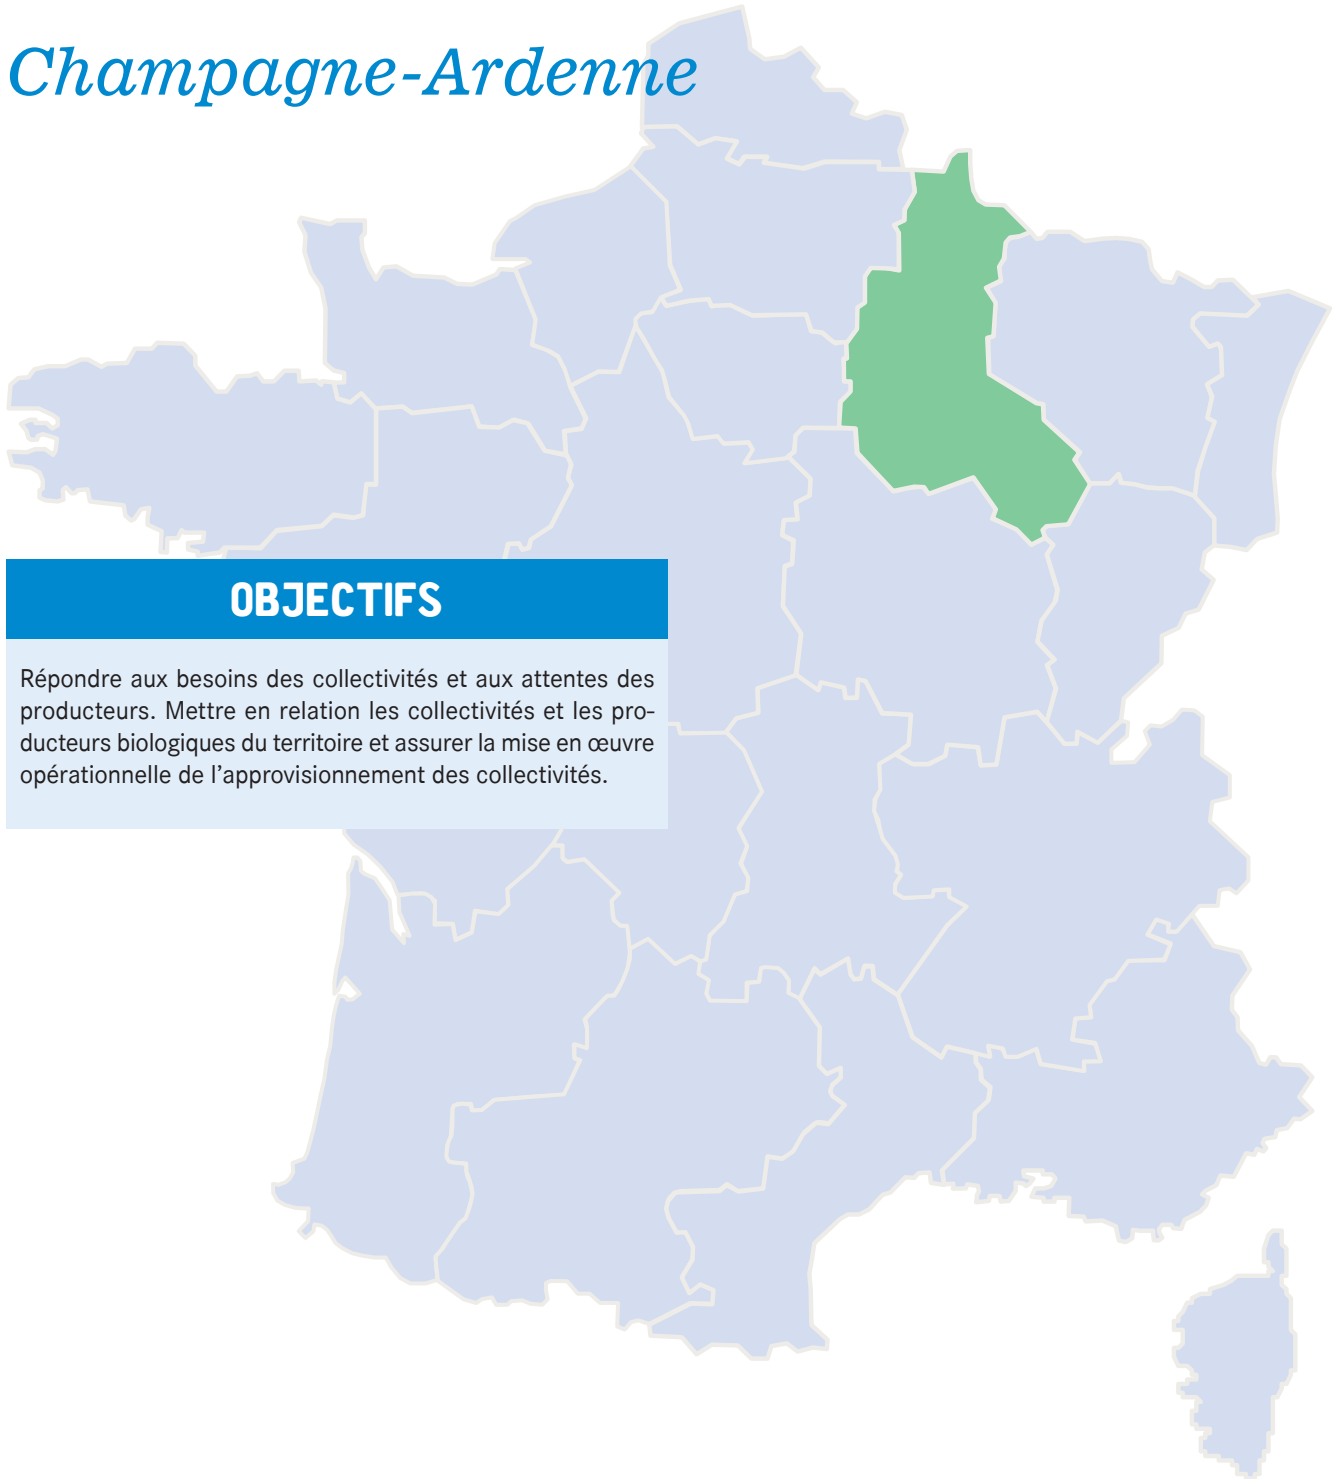 Champagne-Ardenne
OBJECTIFS
Répondre aux besoins des collectivités et aux attentes des
producteurs. Mettre en relation les collectivités et les pro-
ducteurs biologiques du territoire et assurer la mise en œuvre
opérationnelle de l’approvisionnement des collectivités.